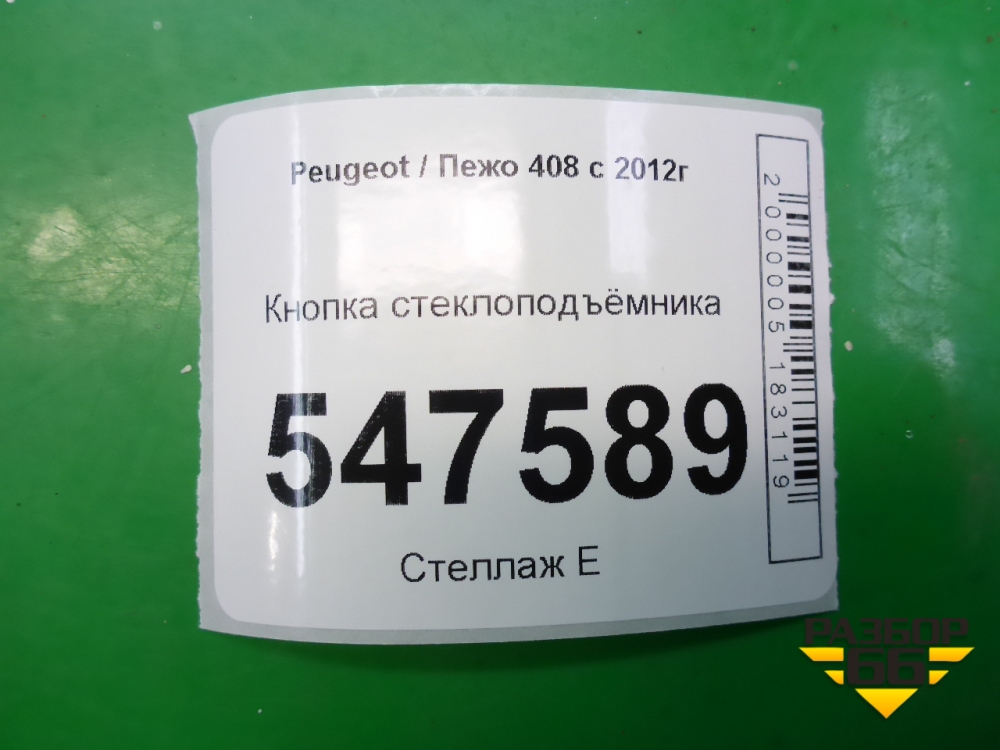 Peugeot / Пежо 408 с 2012г
Кнопка стеклоподъёмника
547589
Стеллаж Е
2000005183119
РАЗБОР
66